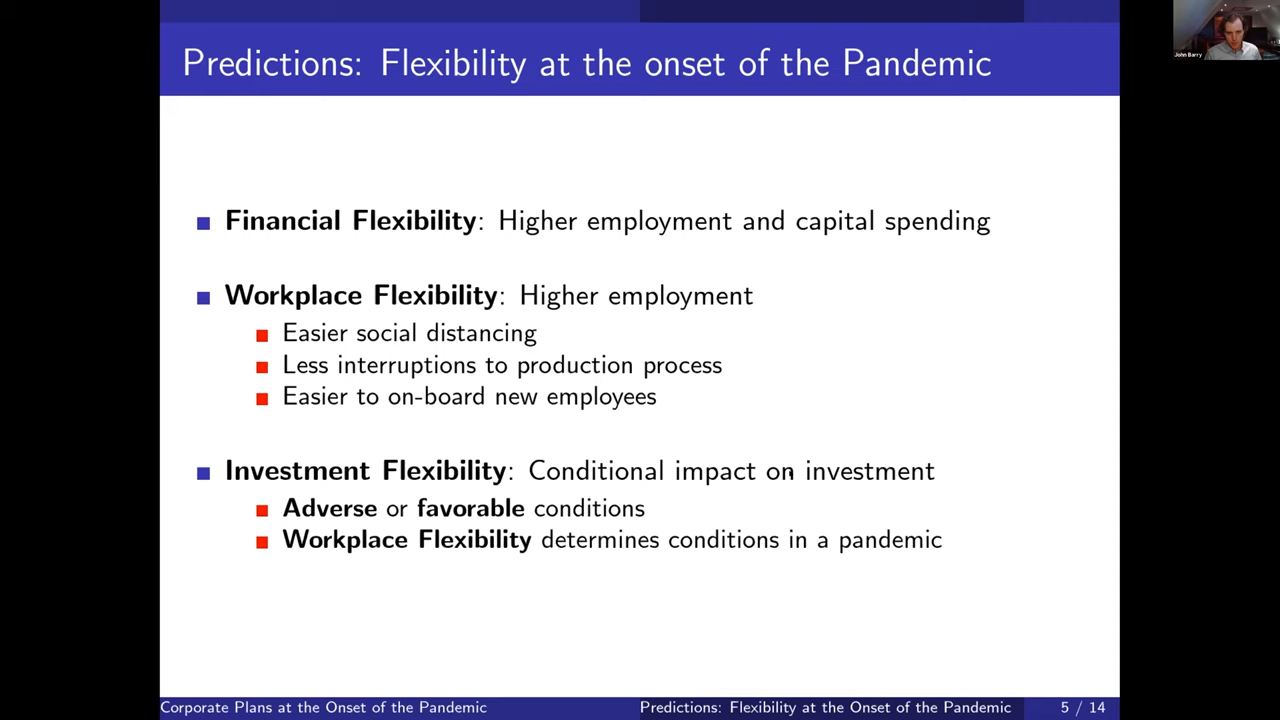 Predictions: Flexibility at the onset of the Pandemic
John Barry
Financial Flexibility: Higher employment and capital spending
Workplace Flexibility: Higher employment
Easier social distancing
Less interruptions to production process
Easier to on-board new employees
Investment Flexibility: Conditional impact on investment
Adverse or favorable conditions
Workplace Flexibility determines conditions in a pandemic
Corporate Plans at the Onset of the Pandemic
Predictions: Flexibility at the Onset of the Pandemic
5 / 14